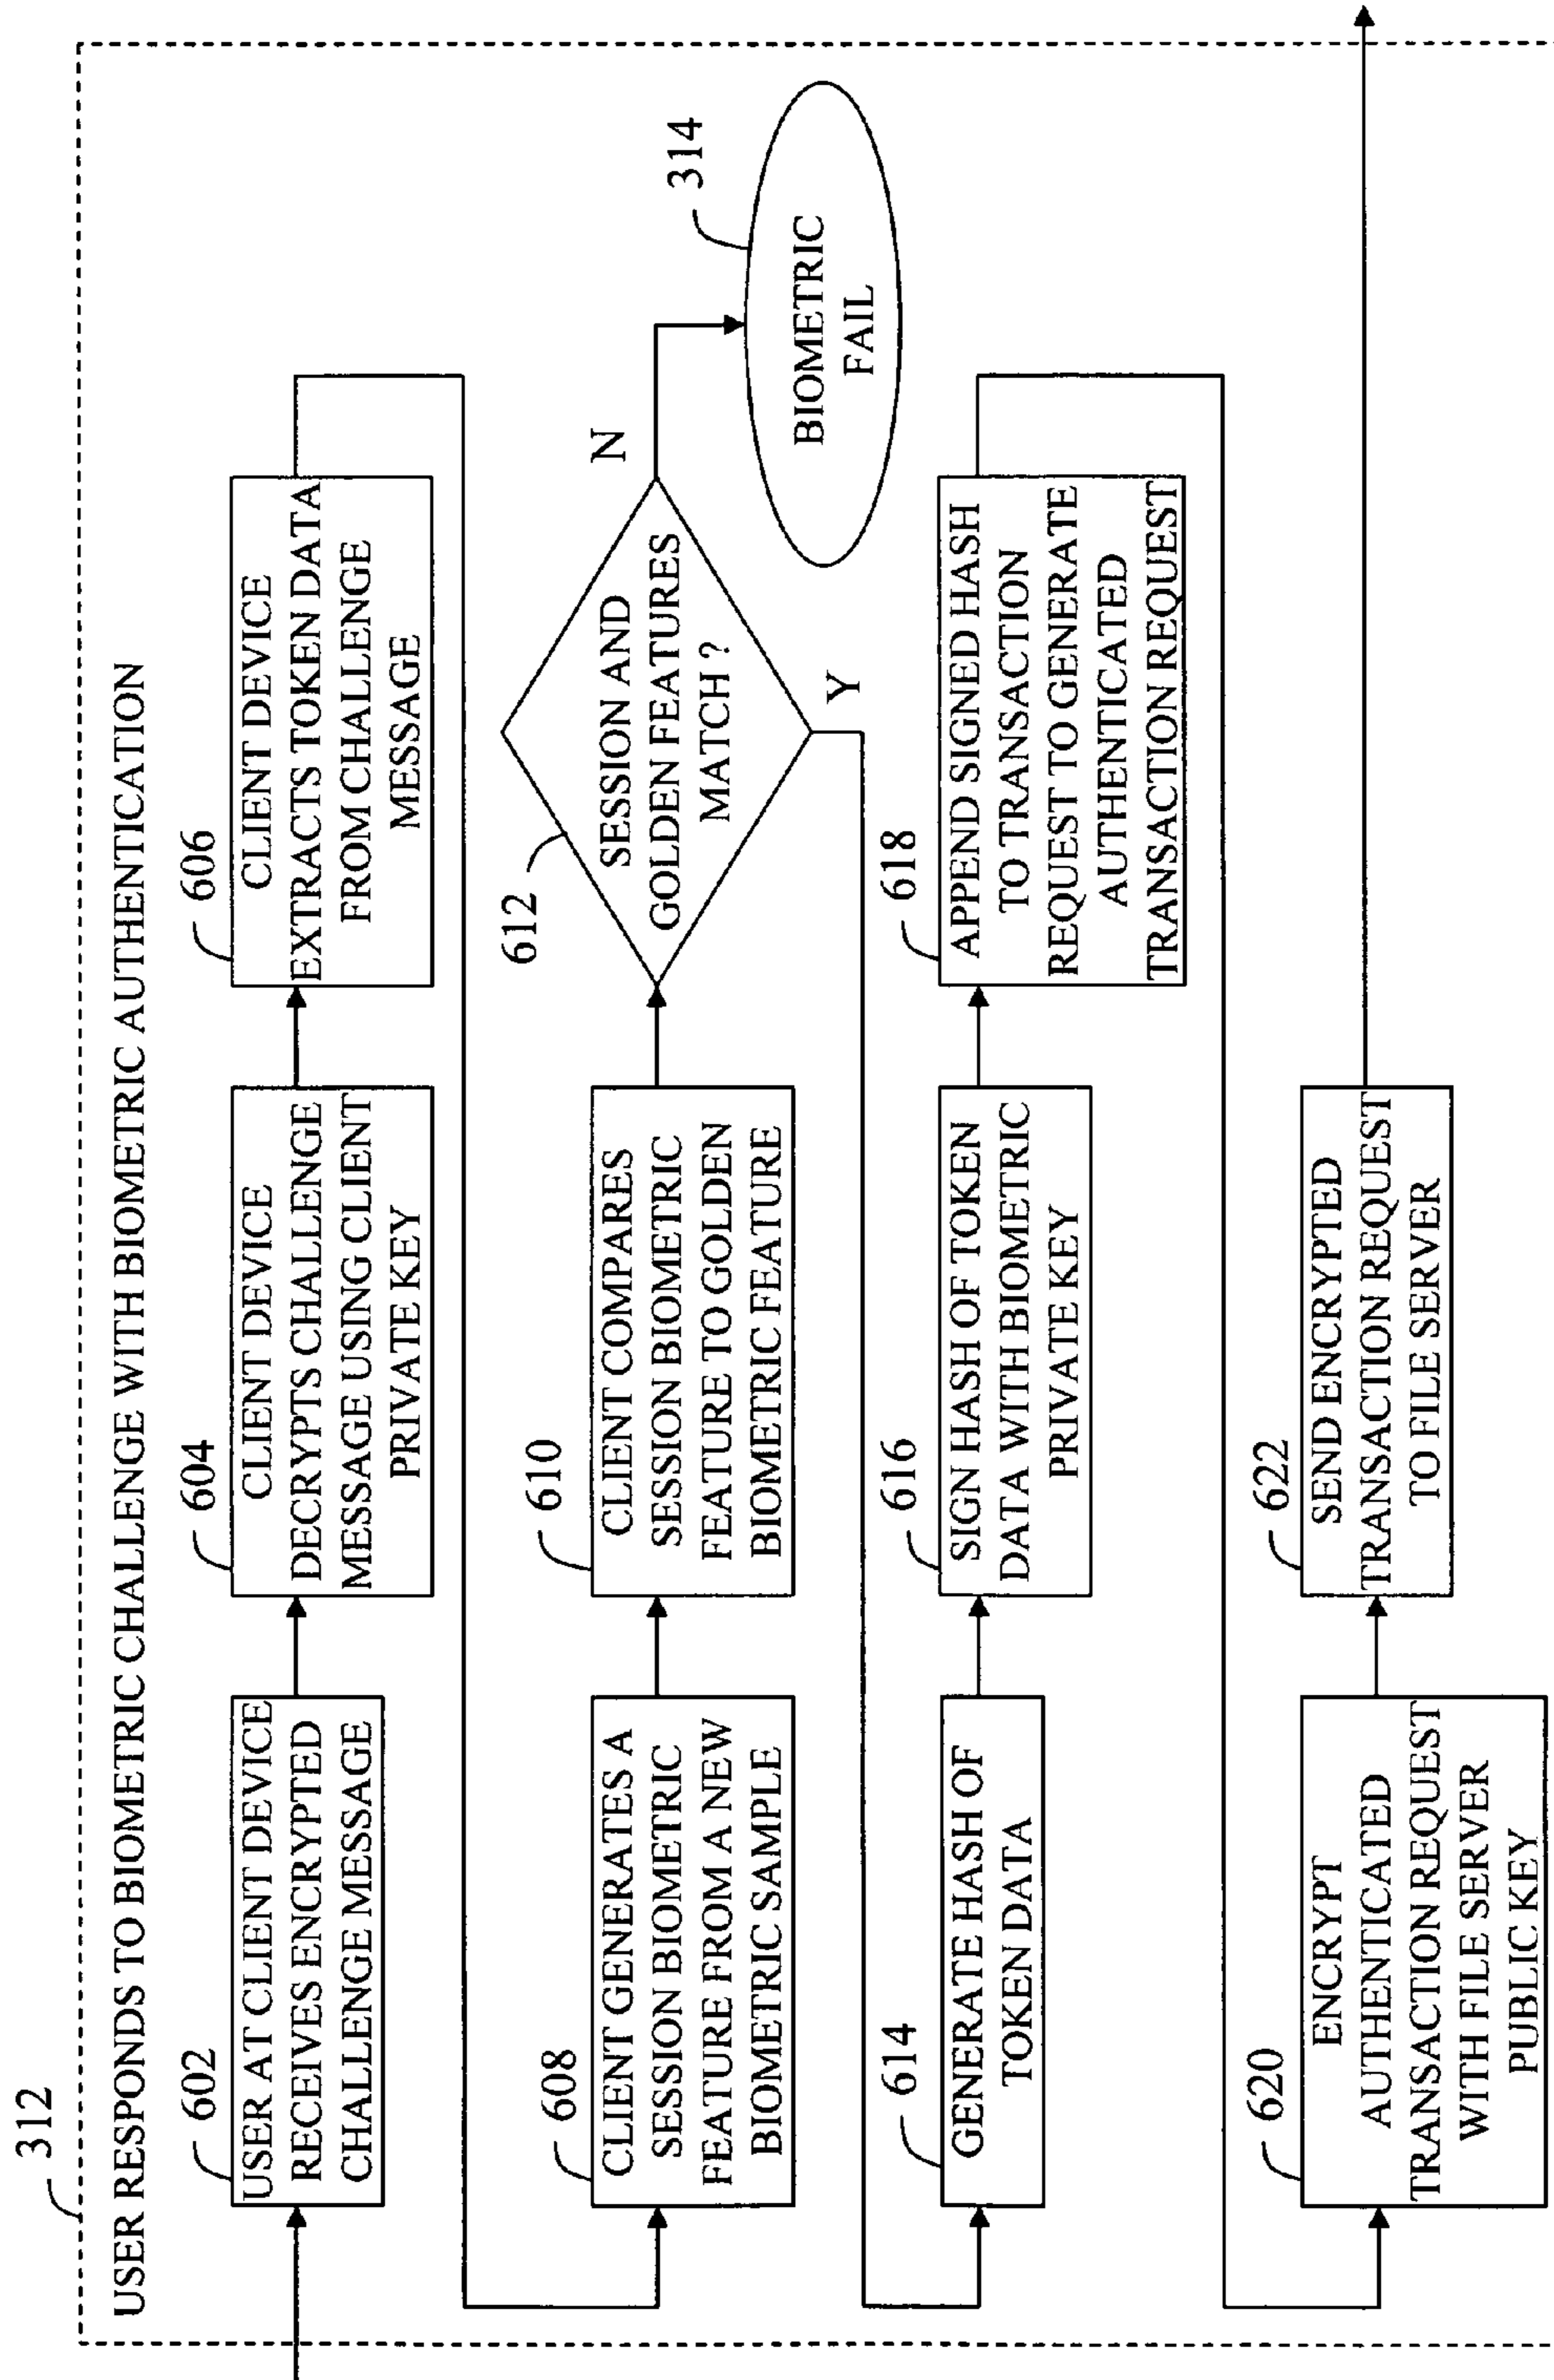 312
USER RESPONDS TO BIOMETRIC CHALLENGE WITH BIOMETRIC AUTHENTICATION
602
USER AT CLIENT DEVICE
RECEIVES ENCRYPTED
CHALLENGE MESSAGE
604
CLIENT DEVICE
DECRYPTS CHALLENGE
MESSAGE USING CLIENT
PRIVATE KEY
606
CLIENT DEVICE
EXTRACTS TOKEN DATA
FROM CHALLENGE
MESSAGE
608
CLIENT GENERATES A
SESSION BIOMETRIC
FEATURE FROM A NEW
BIOMETRIC SAMPLE
610
CLIENT COMPARES
SESSION BIOMETRIC
FEATURE TO GOLDEN
BIOMETRIC FEATURE
612
SESSION AND
GOLDEN FEATURES
MATCH ?
N
Y
314
BIOMETRIC
FAIL
614
GENERATE HASH OF
TOKEN DATA
616
SIGN HASH OF TOKEN
DATA WITH BIOMETRIC
PRIVATE KEY
618
APPEND SIGNED HASH
TO TRANSACTION
REQUEST TO GENERATE
AUTHENTICATED
TRANSACTION REQUEST
620
ENCRYPT
AUTHENTICATED
TRANSACTION REQUEST
WITH FILE SERVER
PUBLIC KEY
622
SEND ENCRYPTED
TRANSACTION REQUEST
TO FILE SERVER